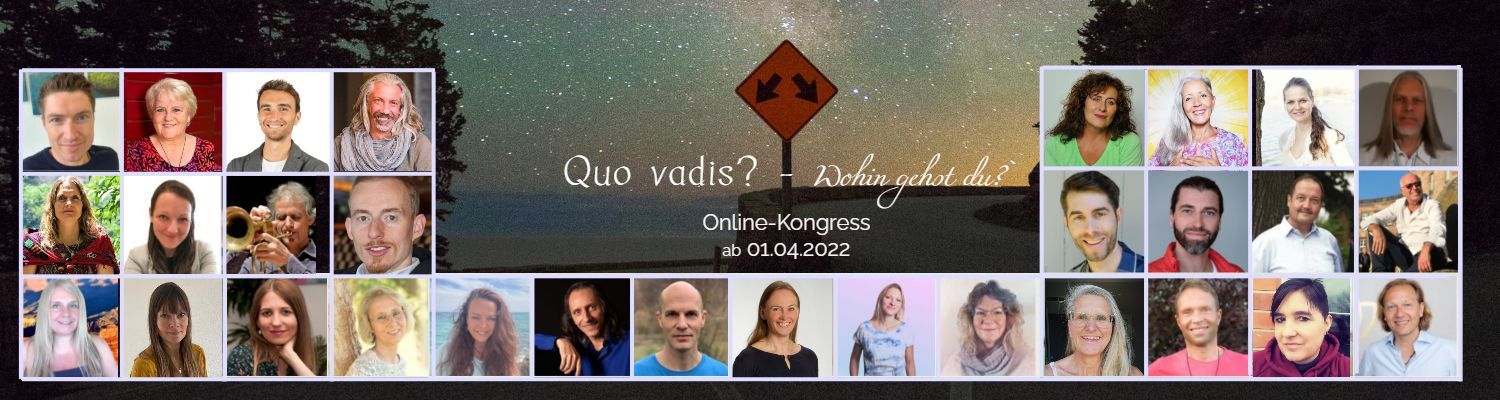 Quo vadis? - Wohin gehst du?
Online-Kongress
ab 01.04.2022